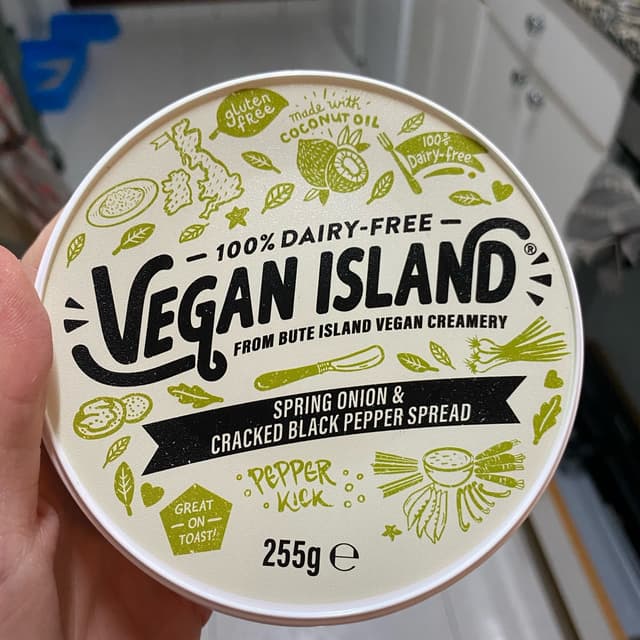 gluten
free
made with
COCONUT OIL
100%
Dairy-free
100% DAIRY-FREE
VEGAN ISLAND®
FROM BUTE ISLAND VEGAN CREAMERY
SPRING ONION &
CRACKED BLACK PEPPER SPREAD
PEPPER
KICK
GREAT
ON
TOAST!
255g ℮